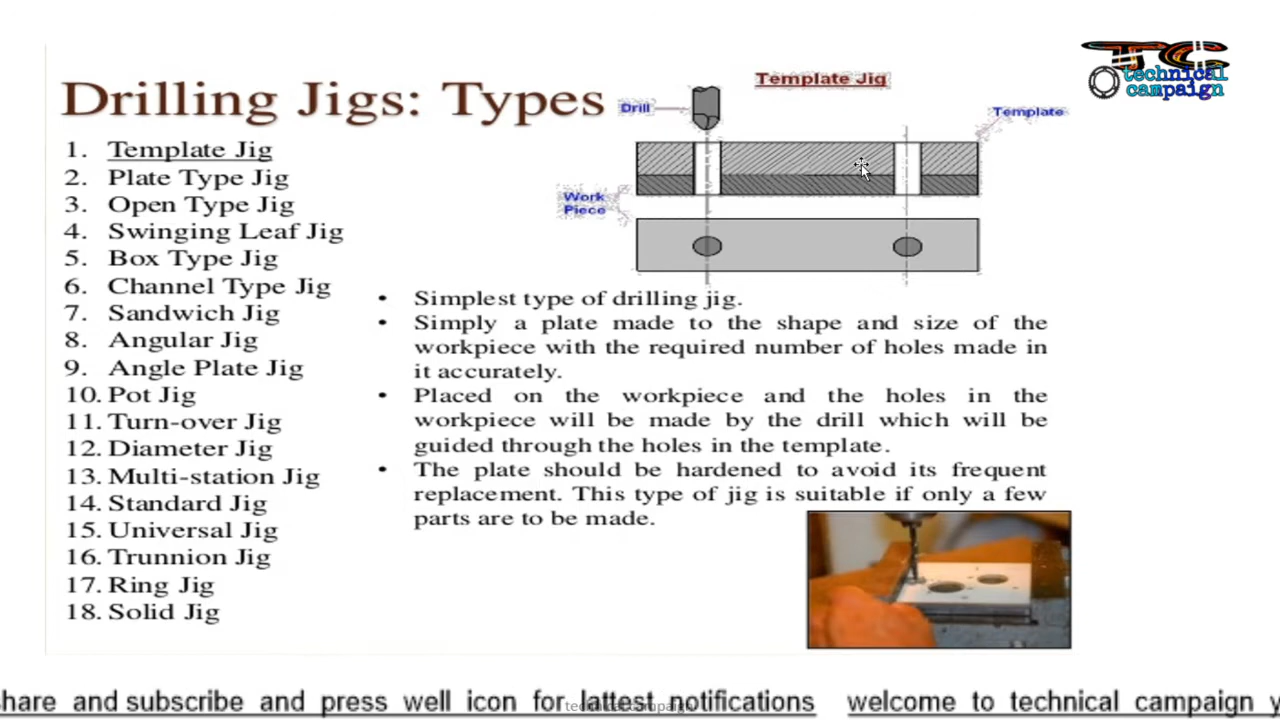 TC
technical
campaign
Drilling Jigs: Types
1. Template Jig
2. Plate Type Jig
3. Open Type Jig
4. Swinging Leaf Jig
5. Box Type Jig
6. Channel Type Jig
7. Sandwich Jig
8. Angular Jig
9. Angle Plate Jig
10. Pot Jig
11. Turn-over Jig
12. Diameter Jig
13. Multi-station Jig
14. Standard Jig
15. Universal Jig
16. Trunnion Jig
17. Ring Jig
18. Solid Jig
Template Jig
Drill
Template
Work
Piece
• Simplest type of drilling jig.
• Simply a plate made to the shape and size of the
workpiece with the required number of holes made in
it accurately.
• Placed on the workpiece and the holes in the
workpiece will be made by the drill which will be
guided through the holes in the template.
• The plate should be hardened to avoid its frequent
replacement. This type of jig is suitable if only a few
parts are to be made.
share and subscribe and press well icon for lattest notifications welcome to technical campaign y
technical campaign